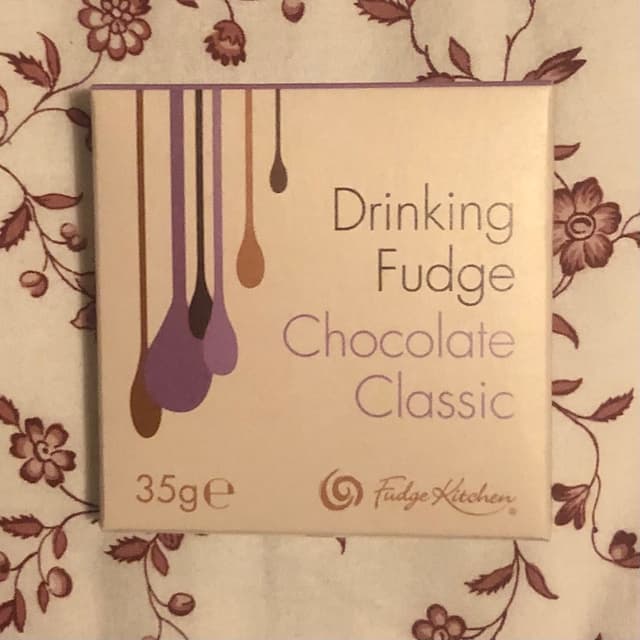 Drinking
Fudge
Chocolate
Classic
35g℮
Fudge Kitchen®